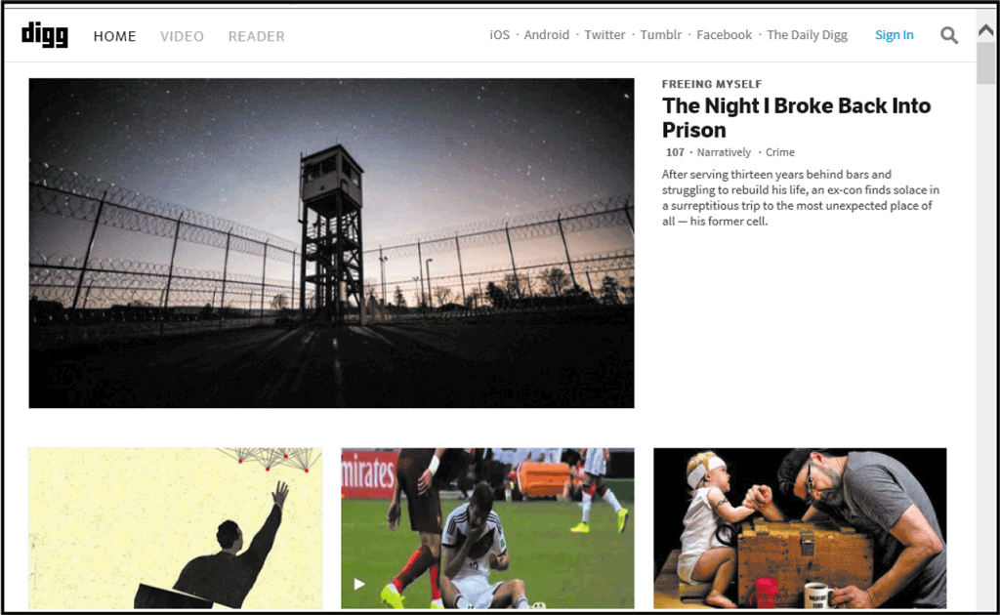 digg HOME VIDEO READER iOS · Android · Twitter · Tumblr · Facebook · The Daily Digg Sign In
FREEING MYSELF
The Night I Broke Back Into
Prison
107 · Narratively · Crime
After serving thirteen years behind bars and
struggling to rebuild his life, an ex-con finds solace in
a surreptitious trip to the most unexpected place of
all — his former cell.
mirates